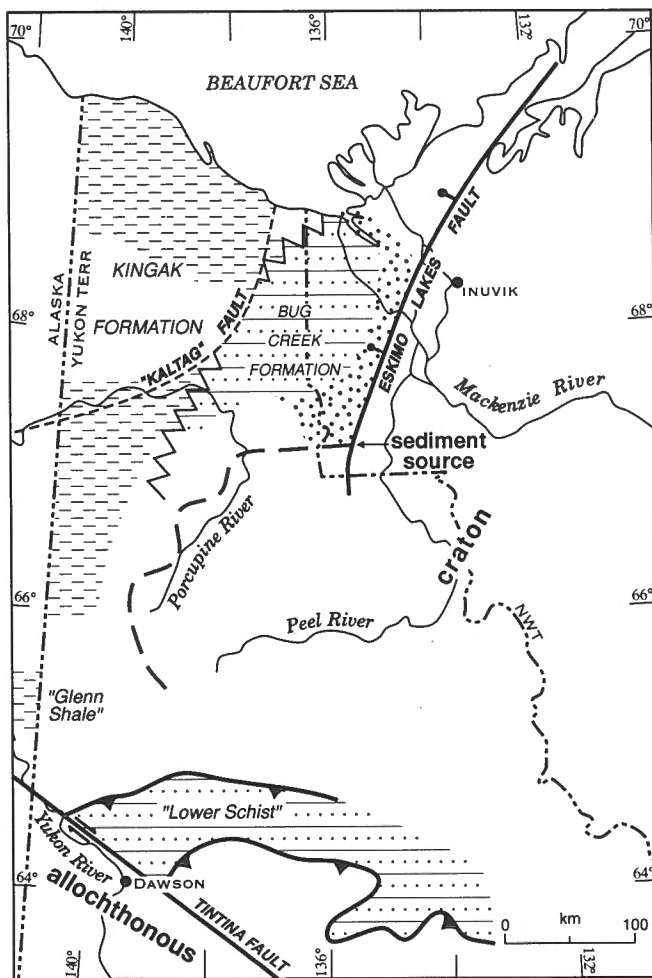 140°
136°
132°
70°
70°
BEAUFORT SEA
ALASKA
YUKON TERR
KINGAK
FORMATION
"KALTAG" FAULT
BUG
CREEK
FORMATION
ESKIMO LAKES FAULT
INUVIK
68°
68°
Mackenzie River
sediment
source
Porcupine River
craton
66°
66°
Peel River
NWT
"Glenn
Shale"
"Lower Schist"
Yukon River
DAWSON
64°
64°
allochthonous
TINTINA FAULT
0 km 100
140°
136°
132°